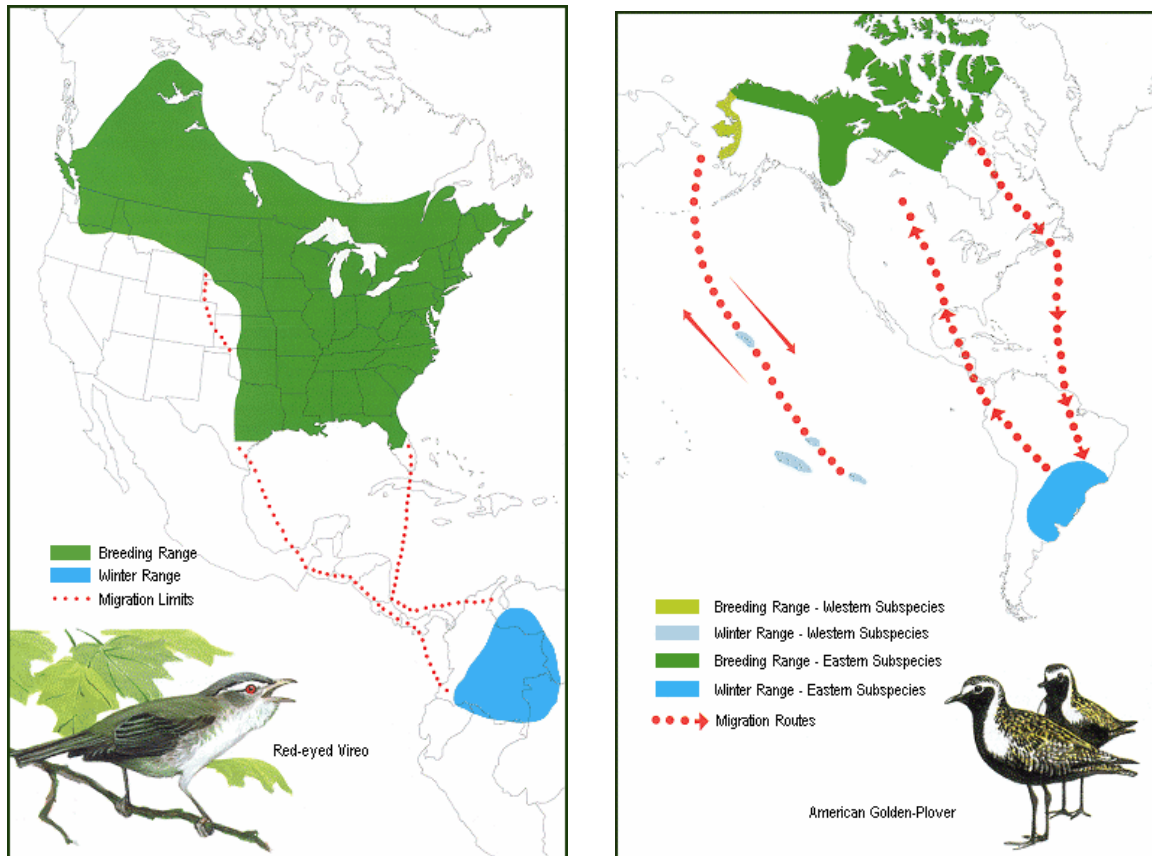 Breeding Range
Winter Range
Migration Limits
Red-eyed Vireo
Breeding Range - Western Subspecies
Winter Range - Western Subspecies
Breeding Range - Eastern Subspecies
Winter Range - Eastern Subspecies
Migration Routes
American Golden-Plover